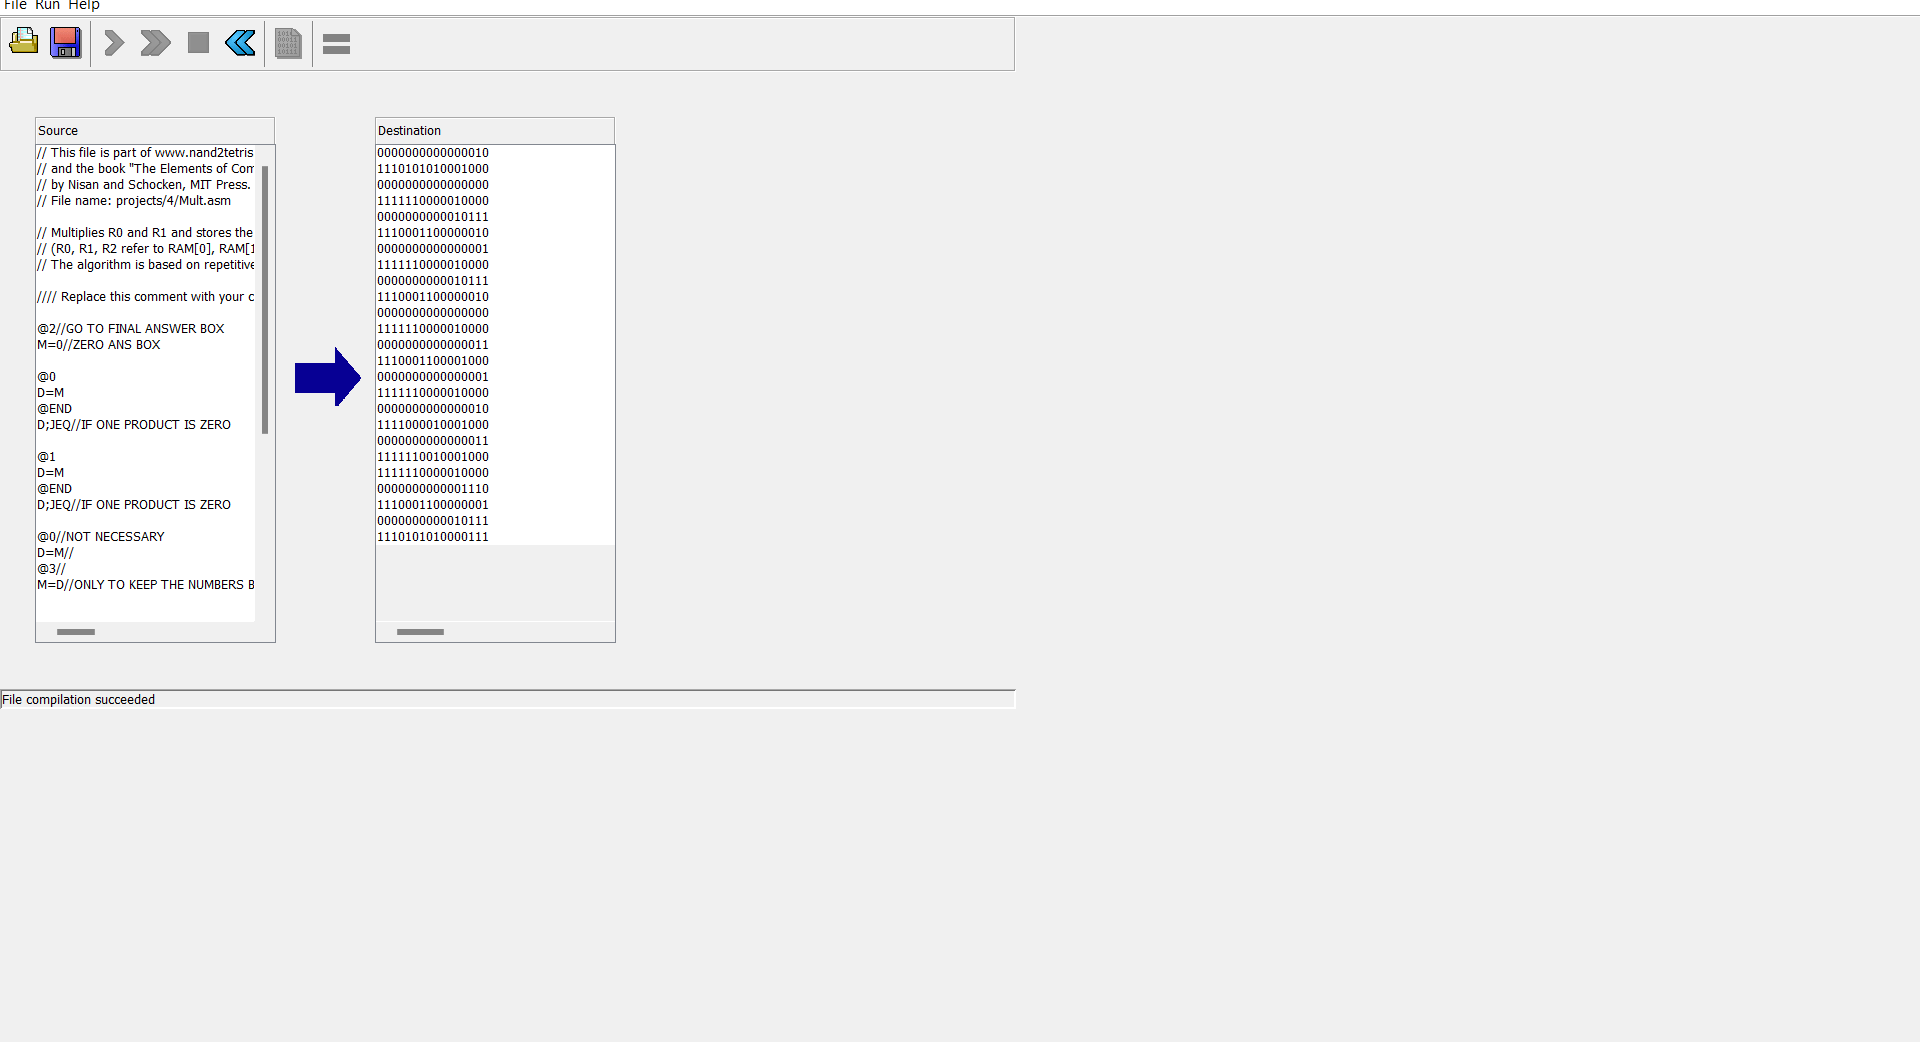 File Run Help
Source
// This file is part of www.nand2tetris
// and the book "The Elements of Com
// by Nisan and Schocken, MIT Press.
// File name: projects/4/Mult.asm
// Multiplies R0 and R1 and stores the
// (R0, R1, R2 refer to RAM[0], RAM[1
// The algorithm is based on repetitive
//// Replace this comment with your c
@2//GO TO FINAL ANSWER BOX
M=0//ZERO ANS BOX
@0
D=M
@END
D;JEQ//IF ONE PRODUCT IS ZERO
@1
D=M
@END
D;JEQ//IF ONE PRODUCT IS ZERO
@0//NOT NECESSARY
D=M//
@3//
M=D//ONLY TO KEEP THE NUMBERS B
Destination
0000000000000010
1110101010001000
0000000000000000
1111110000010000
0000000000010111
1110001100000010
0000000000000001
1111110000010000
0000000000010111
1110001100000010
0000000000000000
1111110000010000
0000000000000011
1110001100001000
0000000000000001
1111110000010000
0000000000000010
1111000010001000
0000000000000011
1111110010001000
1111110000010000
0000000000001110
1110001100000001
0000000000010111
1110101010000111
File compilation succeeded